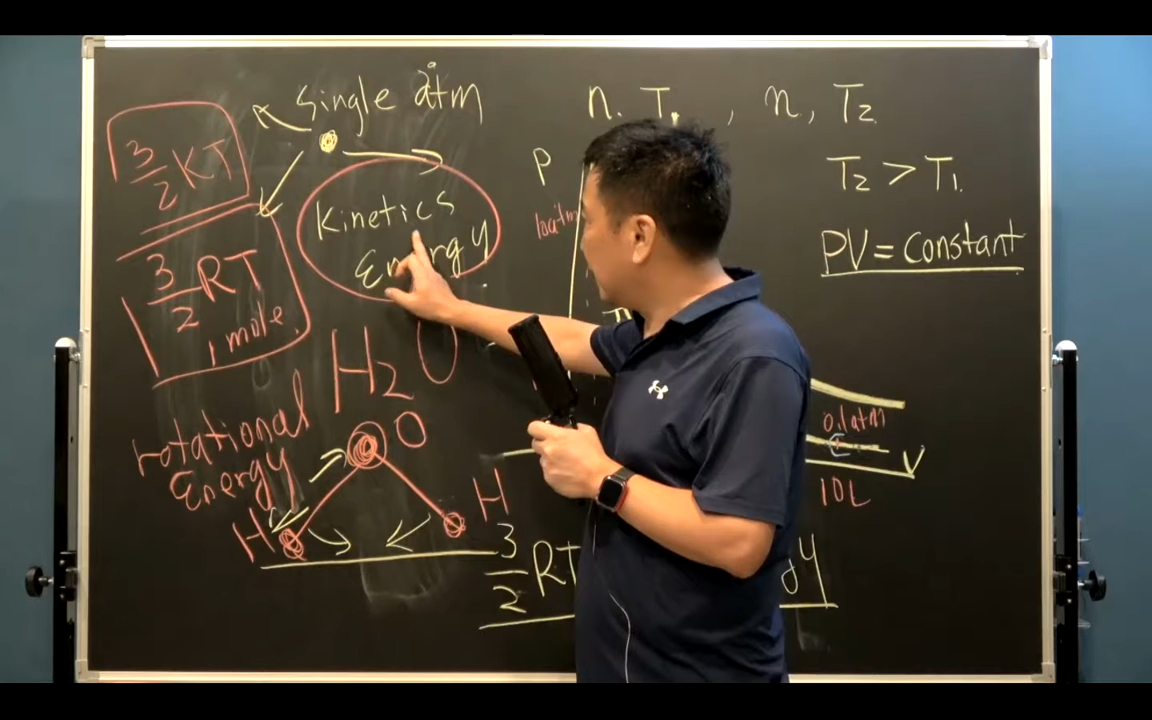 Single atm
3/2 KT
Kinetics
Energy
3/2 RT
1 mole.
H2O
rotational
Energy
O
H
H
3/2 RT
n. T1, n, T2
T2 > T1.
P
PV = Constant
0.1atm
V
10L